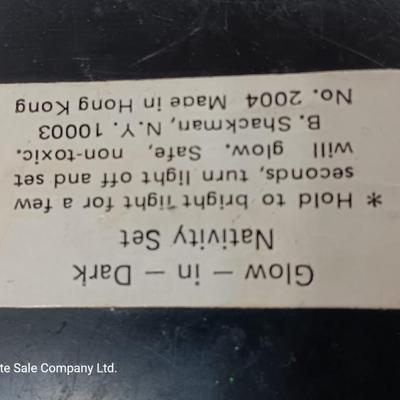 Glow – in – Dark
Nativity Set
* Hold to bright light for a few
seconds, turn light off and set
will glow. Safe, non-toxic.
B. Shackman, N.Y. 10003
No. 2004 Made in Hong Kong
te Sale Company Ltd.